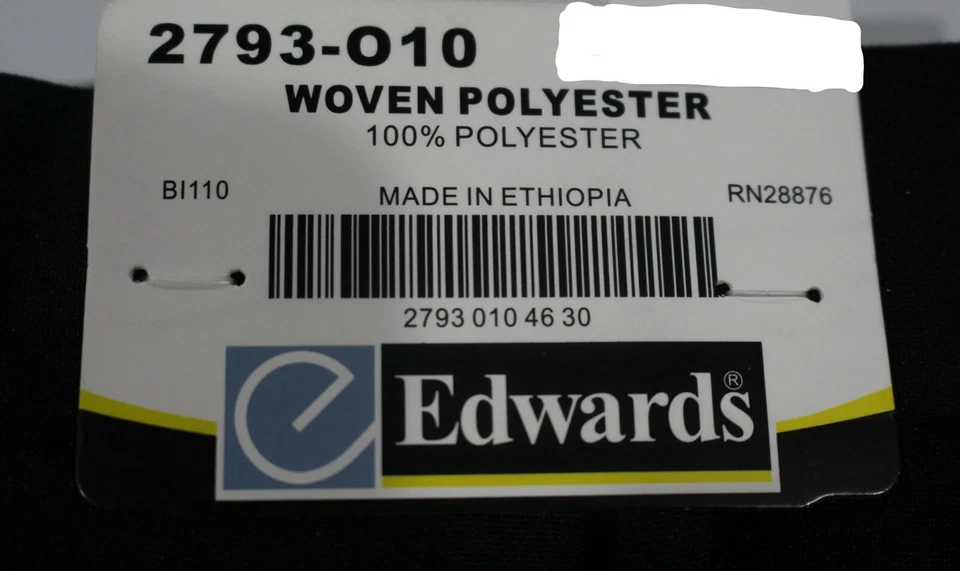 2793-O10
WOVEN POLYESTER
100% POLYESTER
BI110
MADE IN ETHIOPIA
RN28876
2793 010 46 30
e Edwards®